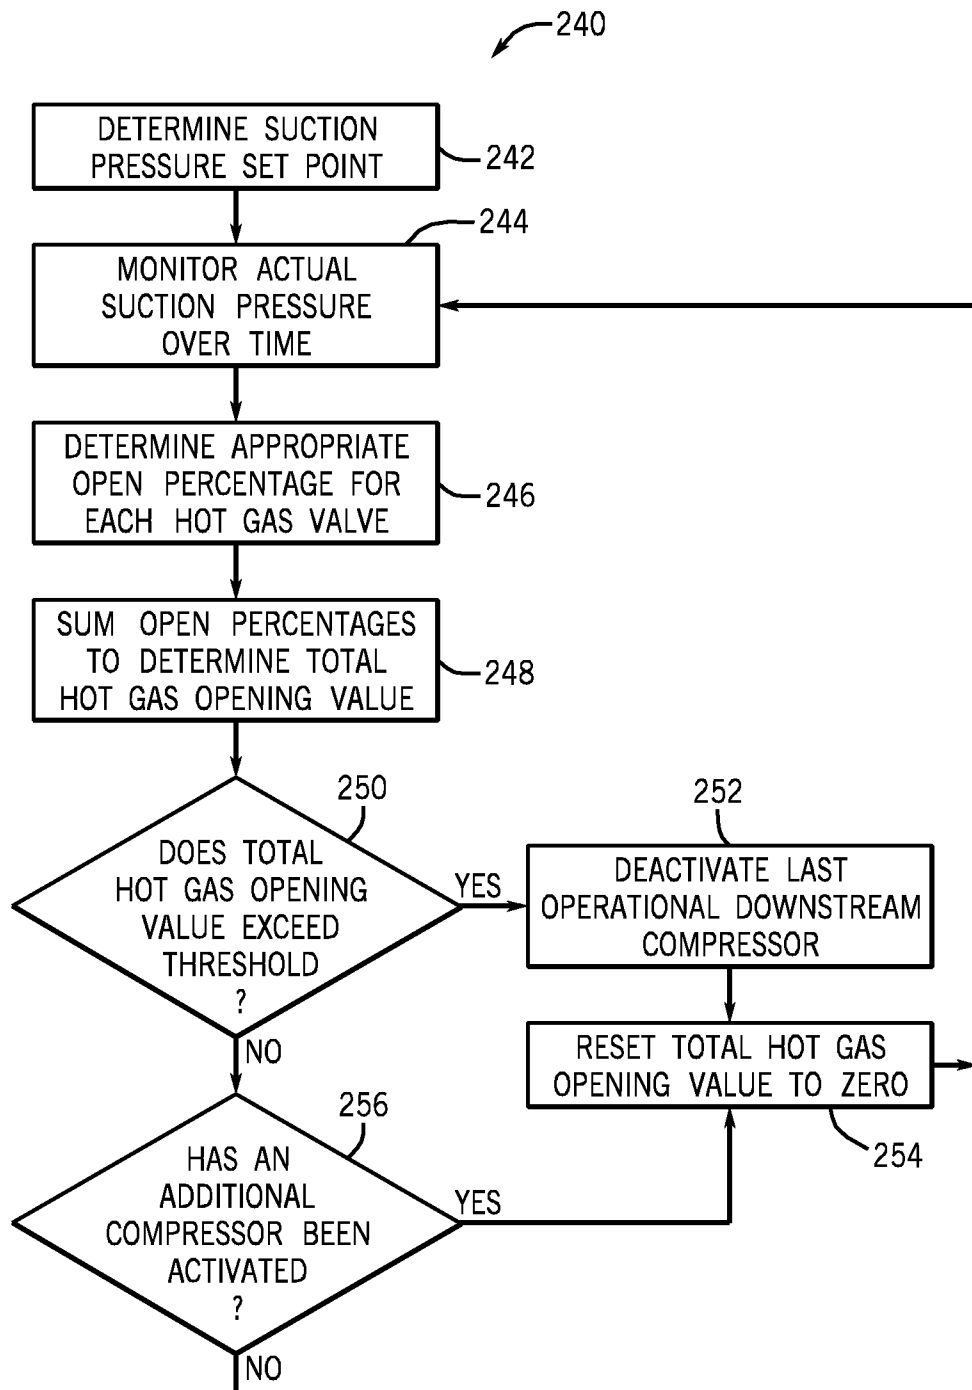 240
DETERMINE SUCTION
PRESSURE SET POINT
242
244
MONITOR ACTUAL
SUCTION PRESSURE
OVER TIME
DETERMINE APPROPRIATE
OPEN PERCENTAGE FOR
EACH HOT GAS VALVE
246
SUM OPEN PERCENTAGES
TO DETERMINE TOTAL
HOT GAS OPENING VALUE
248
250
DOES TOTAL
HOT GAS OPENING
VALUE EXCEED
THRESHOLD
?
YES
NO
252
DEACTIVATE LAST
OPERATIONAL DOWNSTREAM
COMPRESSOR
RESET TOTAL HOT GAS
OPENING VALUE TO ZERO
254
256
HAS AN
ADDITIONAL
COMPRESSOR BEEN
ACTIVATED
?
YES
NO